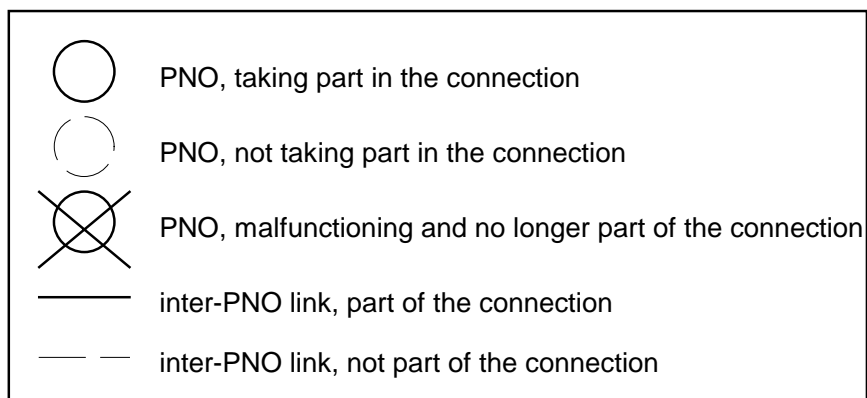 PNO, taking part in the connection
PNO, not taking part in the connection
PNO, malfunctioning and no longer part of the connection
inter-PNO link, part of the connection
inter-PNO link, not part of the connection